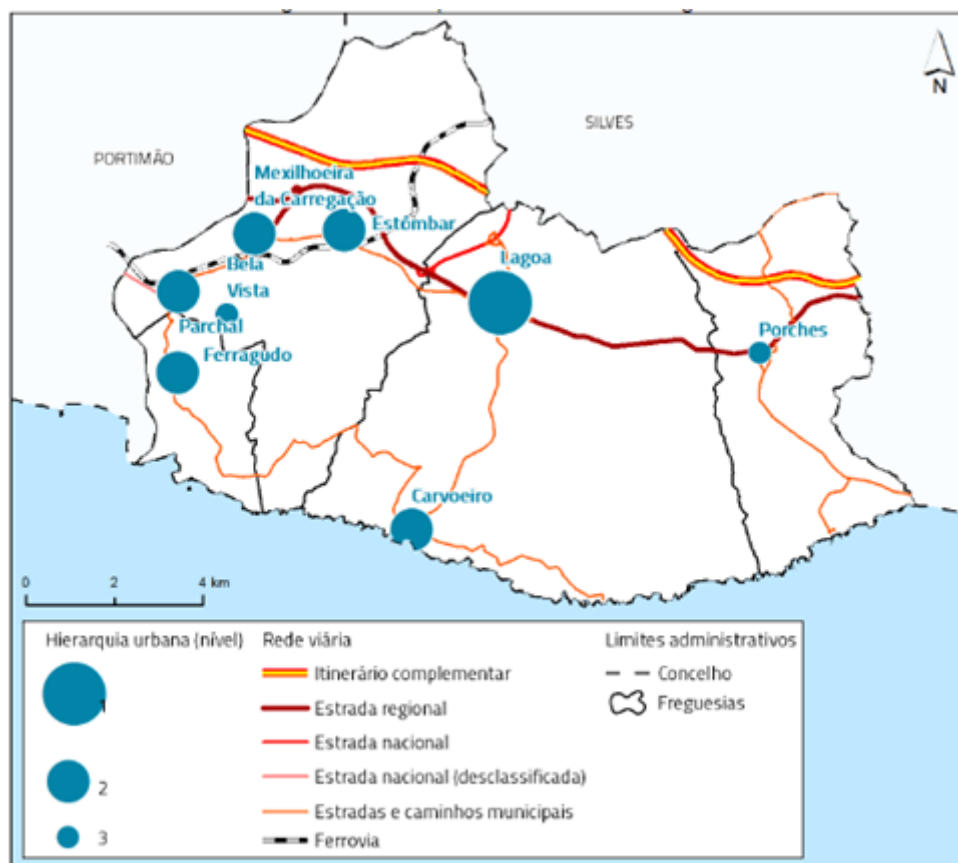 N
SILVES
PORTIMÃO
Mexilhoeira
da Carregação
Estômbar
Bela
Vista
Lagoa
Parchal
Ferragudo
Porches
Carvoeiro
0 2 4 km
Hierarquia urbana (nível)
1
2
3
Rede viária
Itinerário complementar
Estrada regional
Estrada nacional
Estrada nacional (desclassificada)
Estradas e caminhos municipais
Ferrovia
Limites administrativos
Concelho
Freguesias